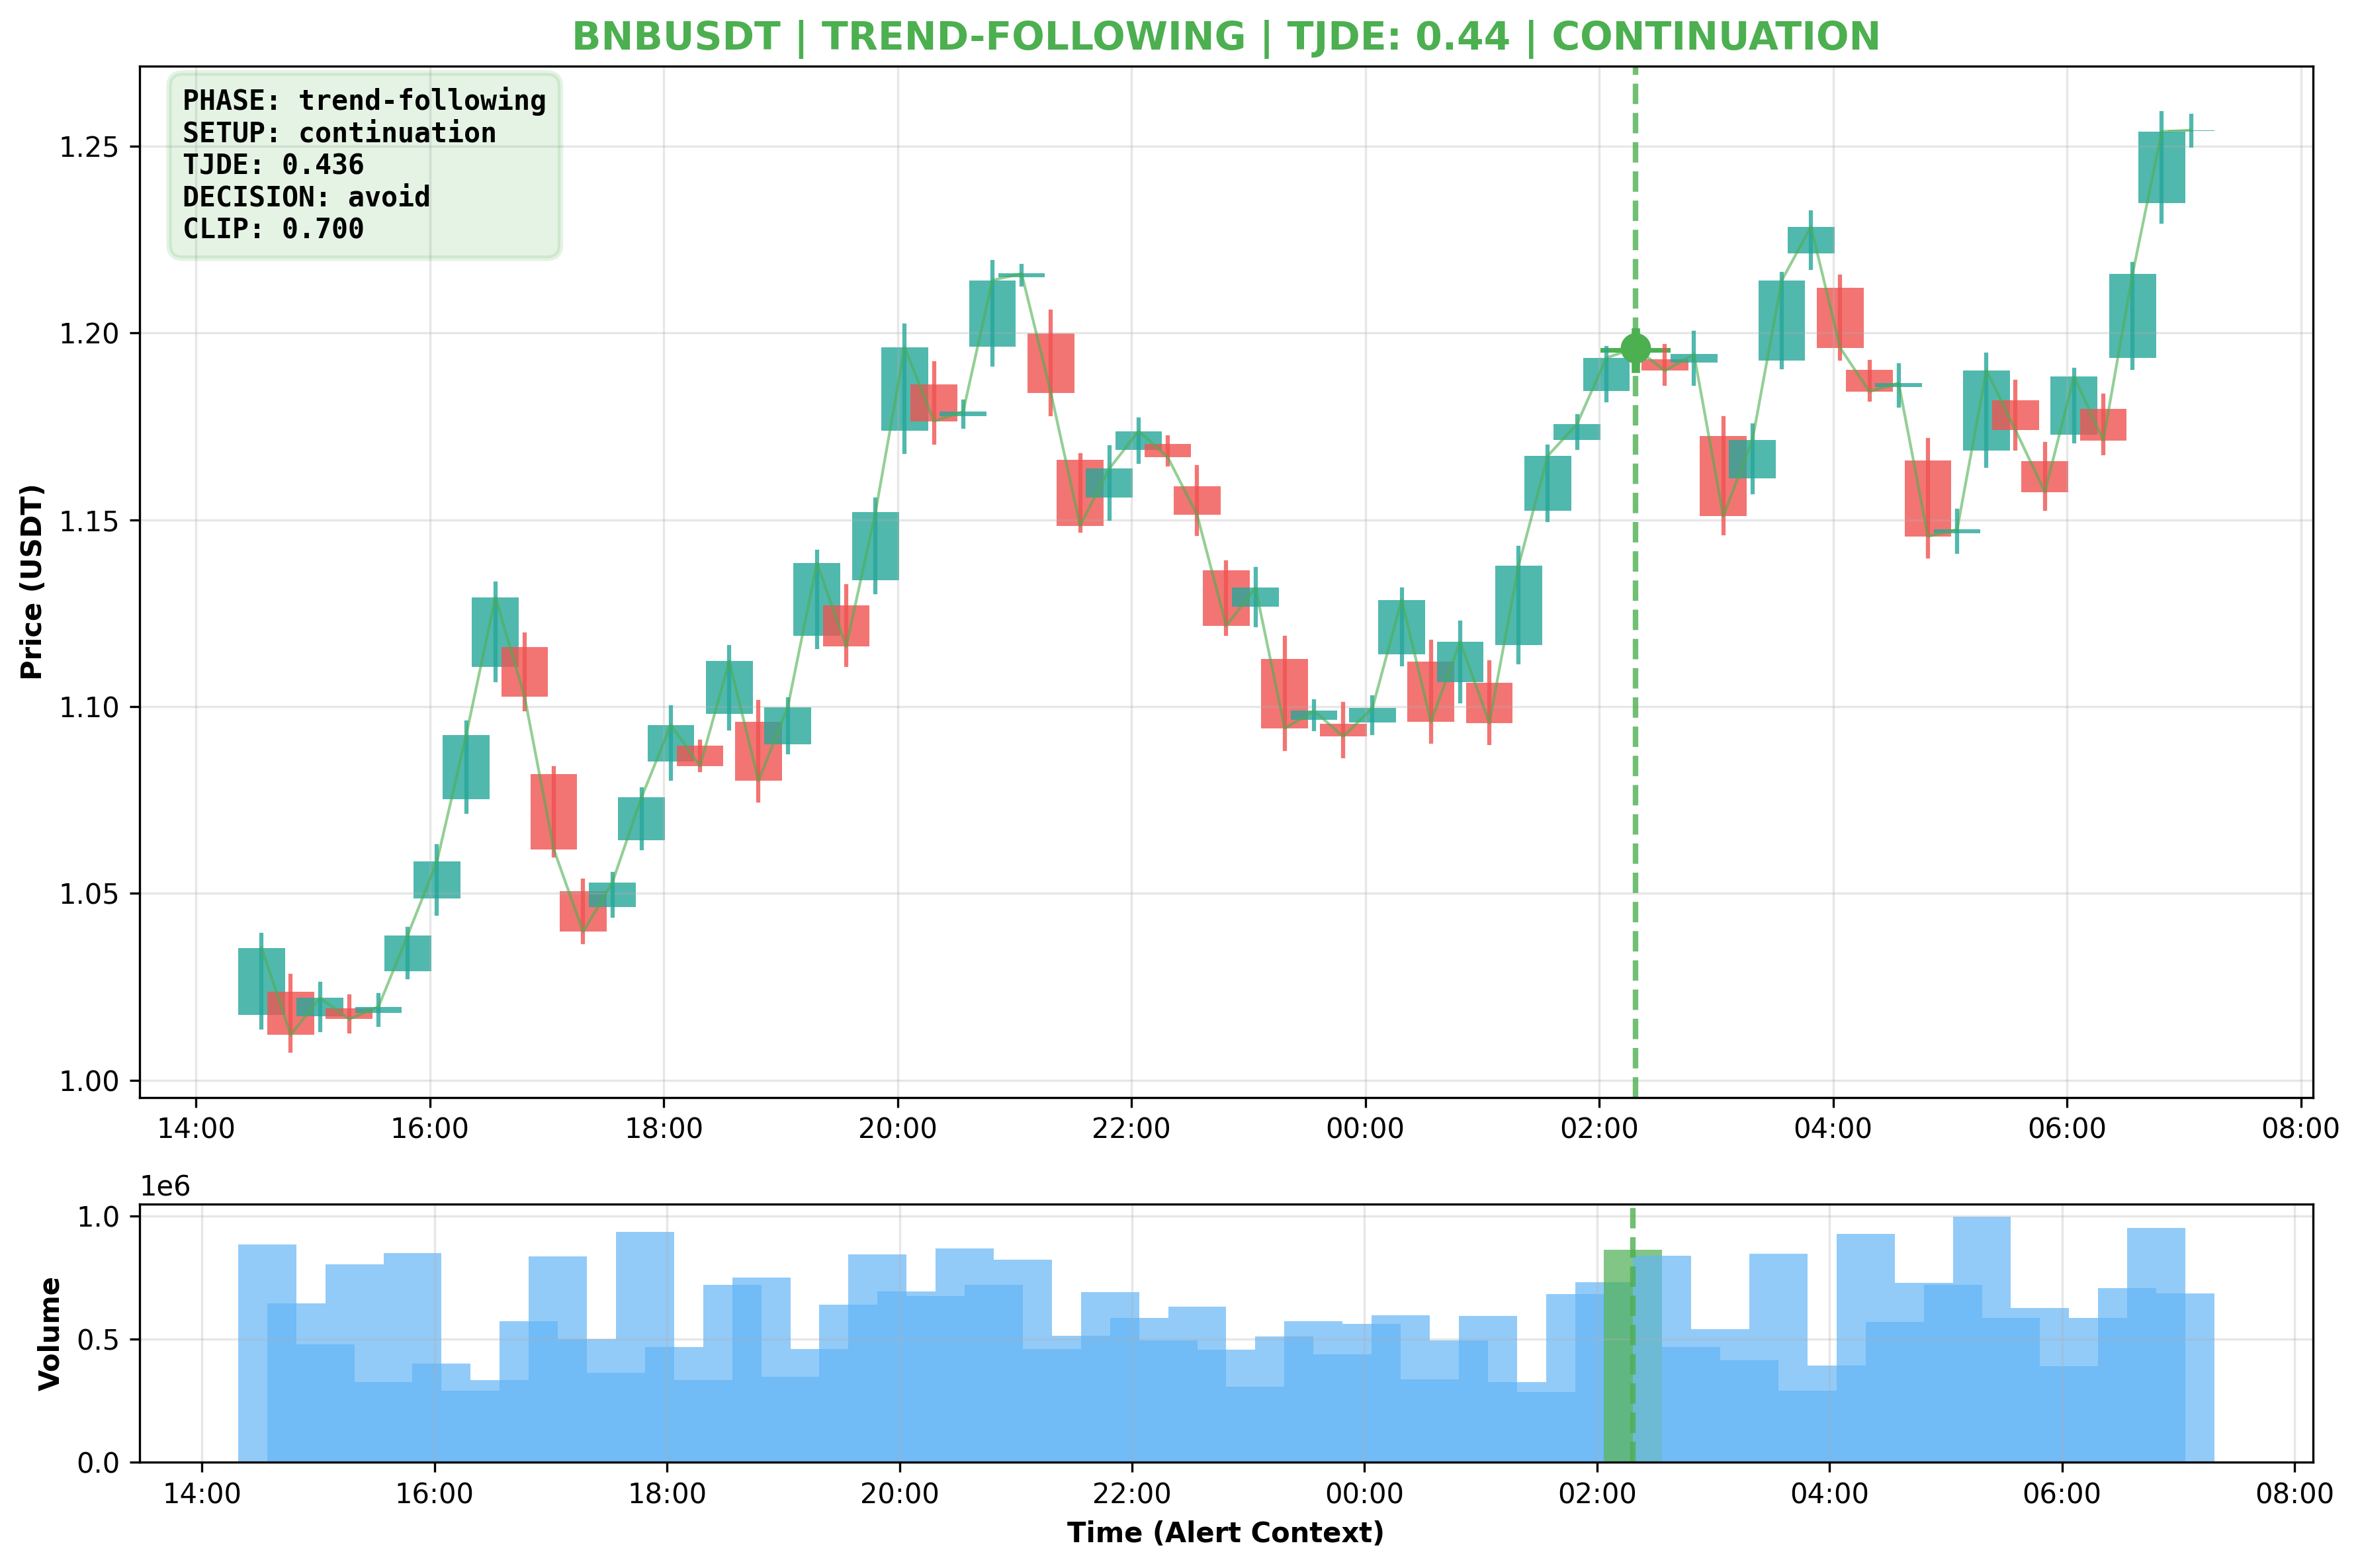 BNBUSDT | TREND-FOLLOWING | TJDE: 0.44 | CONTINUATION
PHASE: trend-following
SETUP: continuation
TJDE: 0.436
DECISION: avoid
CLIP: 0.700
Price (USDT)
1.25
1.20
1.15
1.10
1.05
1.00
14:00 16:00 18:00 20:00 22:00 00:00 02:00 04:00 06:00 08:00
1e6
Volume
1.0
0.5
0.0
14:00 16:00 18:00 20:00 22:00 00:00 02:00 04:00 06:00 08:00
Time (Alert Context)